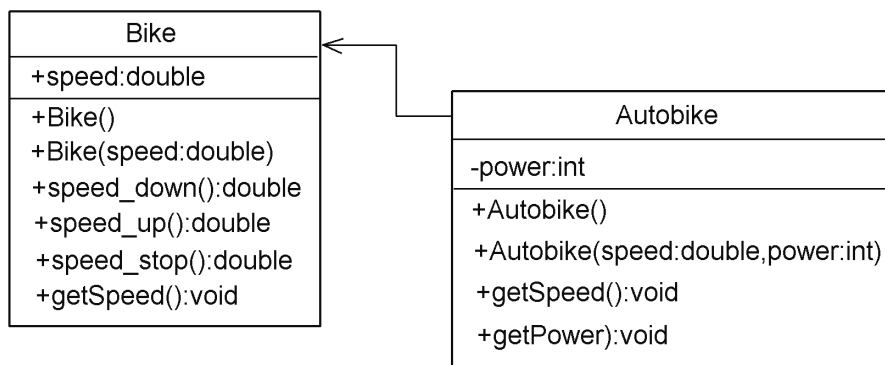 Bike
+speed:double
+Bike()
+Bike(speed:double)
+speed_down():double
+speed_up():double
+speed_stop():double
+getSpeed():void
Autobike
-power:int
+Autobike()
+Autobike(speed:double,power:int)
+getSpeed():void
+getPower):void